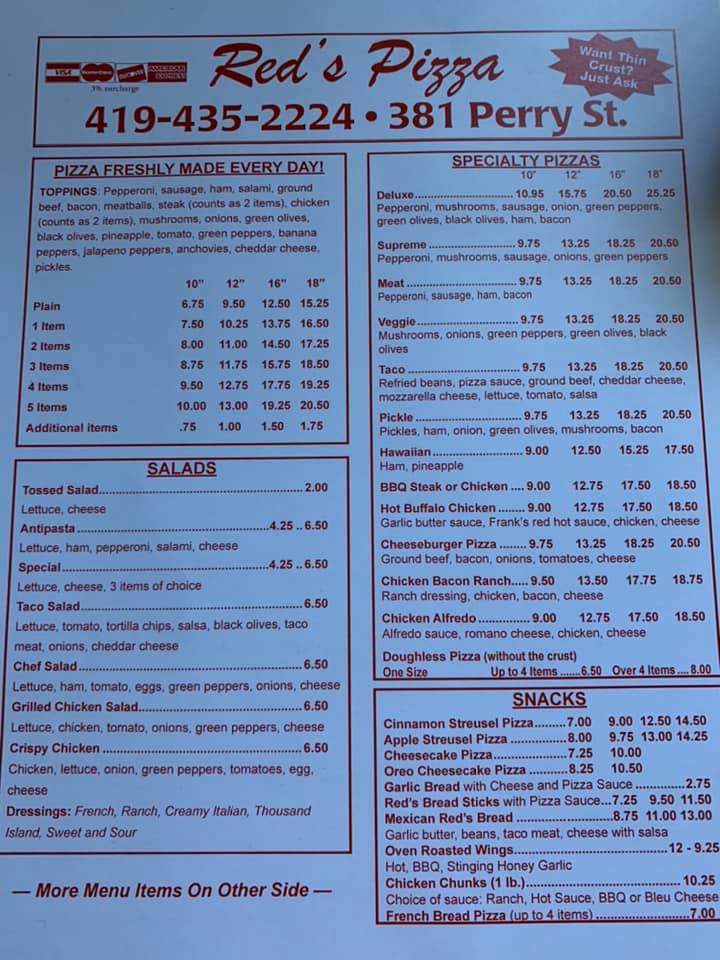 VISA MasterCard DISCOVER AMERICAN EXPRESS
3% surcharge
Red's Pizza
Want Thin
Crust?
Just Ask
419-435-2224 • 381 Perry St.
PIZZA FRESHLY MADE EVERY DAY!
TOPPINGS: Pepperoni, sausage, ham, salami, ground
beef, bacon, meatballs, steak (counts as 2 items), chicken
(counts as 2 items), mushrooms, onions, green olives,
black olives, pineapple, tomato, green peppers, banana
peppers, jalapeno peppers, anchovies, cheddar cheese,
pickles.
10" 12" 16" 18"
Plain 6.75 9.50 12.50 15.25
1 Item 7.50 10.25 13.75 16.50
2 Items 8.00 11.00 14.50 17.25
3 Items 8.75 11.75 15.75 18.50
4 Items 9.50 12.75 17.75 19.25
5 Items 10.00 13.00 19.25 20.50
Additional items .75 1.00 1.50 1.75
SALADS
Tossed Salad 2.00
Lettuce, cheese
Antipasta 4.25 .. 6.50
Lettuce, ham, pepperoni, salami, cheese
Special 4.25 .. 6.50
Lettuce, cheese, 3 items of choice
Taco Salad 6.50
Lettuce, tomato, tortilla chips, salsa, black olives, taco
meat, onions, cheddar cheese
Chef Salad 6.50
Lettuce, ham, tomato, eggs, green peppers, onions, cheese
Grilled Chicken Salad 6.50
Lettuce, chicken, tomato, onions, green peppers, cheese
Crispy Chicken 6.50
Chicken, lettuce, onion, green peppers, tomatoes, egg,
cheese
Dressings: French, Ranch, Creamy Italian, Thousand
Island, Sweet and Sour
— More Menu Items On Other Side —
SPECIALTY PIZZAS
10" 12" 16" 18"
Deluxe 10.95 15.75 20.50 25.25
Pepperoni, mushrooms, sausage, onion, green peppers,
green olives, black olives, ham, bacon
Supreme 9.75 13.25 18.25 20.50
Pepperoni, mushrooms, sausage, onions, green peppers
Meat 9.75 13.25 18.25 20.50
Pepperoni, sausage, ham, bacon
Veggie 9.75 13.25 18.25 20.50
Mushrooms, onions, green peppers, green olives, black
olives
Taco 9.75 13.25 18.25 20.50
Refried beans, pizza sauce, ground beef, cheddar cheese,
mozzarella cheese, lettuce, tomato, salsa
Pickle 9.75 13.25 18.25 20.50
Pickles, ham, onion, green olives, mushrooms, bacon
Hawaiian 9.00 12.50 15.25 17.50
Ham, pineapple
BBQ Steak or Chicken .... 9.00 12.75 17.50 18.50
Hot Buffalo Chicken 9.00 12.75 17.50 18.50
Garlic butter sauce, Frank's red hot sauce, chicken, cheese
Cheeseburger Pizza 9.75 13.25 18.25 20.50
Ground beef, bacon, onions, tomatoes, cheese
Chicken Bacon Ranch 9.50 13.50 17.75 18.75
Ranch dressing, chicken, bacon, cheese
Chicken Alfredo 9.00 12.75 17.50 18.50
Alfredo sauce, romano cheese, chicken, cheese
Doughless Pizza (without the crust)
One Size Up to 4 Items 6.50 Over 4 Items 8.00
SNACKS
Cinnamon Streusel Pizza 7.00 9.00 12.50 14.50
Apple Streusel Pizza 8.00 9.75 13.00 14.25
Cheesecake Pizza 7.25 10.00
Oreo Cheesecake Pizza 8.25 10.50
Garlic Bread with Cheese and Pizza Sauce 2.75
Red's Bread Sticks with Pizza Sauce...7.25 9.50 11.50
Mexican Red's Bread 8.75 11.00 13.00
Garlic butter, beans, taco meat, cheese with salsa
Oven Roasted Wings 12 - 9.25
Hot, BBQ, Stinging Honey Garlic
Chicken Chunks (1 lb.) 10.25
Choice of sauce: Ranch, Hot Sauce, BBQ or Bleu Cheese
French Bread Pizza (up to 4 items) 7.00